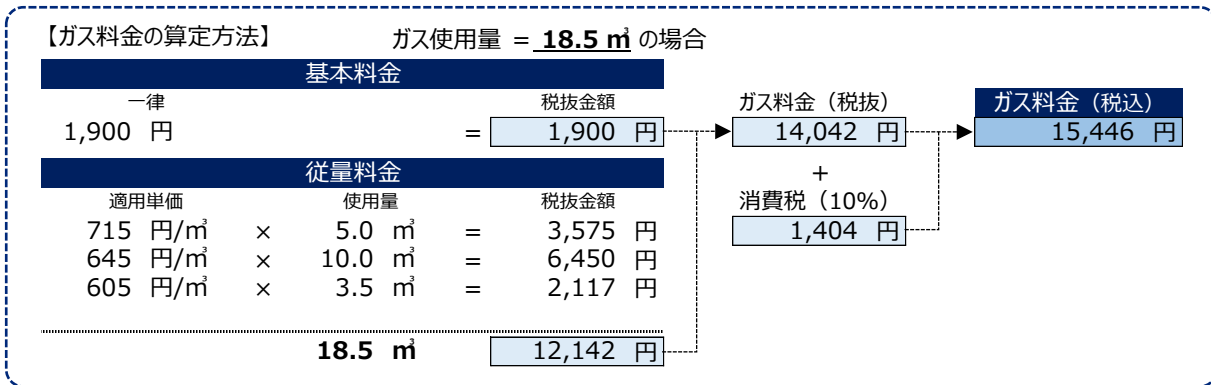 【ガス料金の算定方法】 ガス使用量 = 18.5 ㎥ の場合
基本料金
一律 税抜金額
1,900 円 = 1,900 円
従量料金
適用単価 使用量 税抜金額
715 円/㎥ × 5.0 ㎥ = 3,575 円
645 円/㎥ × 10.0 ㎥ = 6,450 円
605 円/㎥ × 3.5 ㎥ = 2,117 円
18.5 ㎥ 12,142 円
ガス料金（税抜）
14,042 円
+
消費税（10%）
1,404 円
ガス料金（税込）
15,446 円